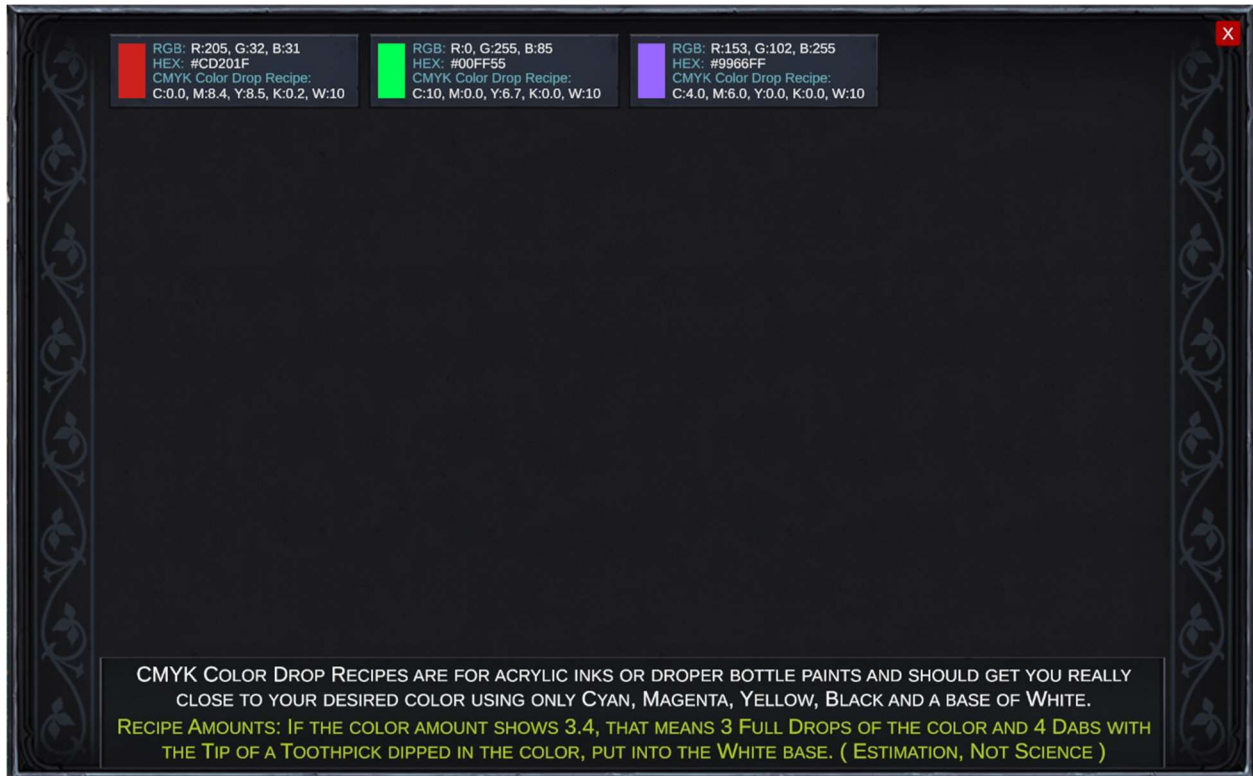 X
RGB: R:205, G:32, B:31
HEX: #CD201F
CMYK Color Drop Recipe:
C:0.0, M:8.4, Y:8.5, K:0.2, W:10
RGB: R:0, G:255, B:85
HEX: #00FF55
CMYK Color Drop Recipe:
C:10, M:0.0, Y:6.7, K:0.0, W:10
RGB: R:153, G:102, B:255
HEX: #9966FF
CMYK Color Drop Recipe:
C:4.0, M:6.0, Y:0.0, K:0.0, W:10
CMYK Color Drop Recipes are for acrylic inks or droper bottle paints and should get you really
close to your desired color using only Cyan, Magenta, Yellow, Black and a base of White.
Recipe Amounts: If the color amount shows 3.4, that means 3 Full Drops of the color and 4 Dabs with
the Tip of a Toothpick dipped in the color, put into the White base. ( Estimation, Not Science )